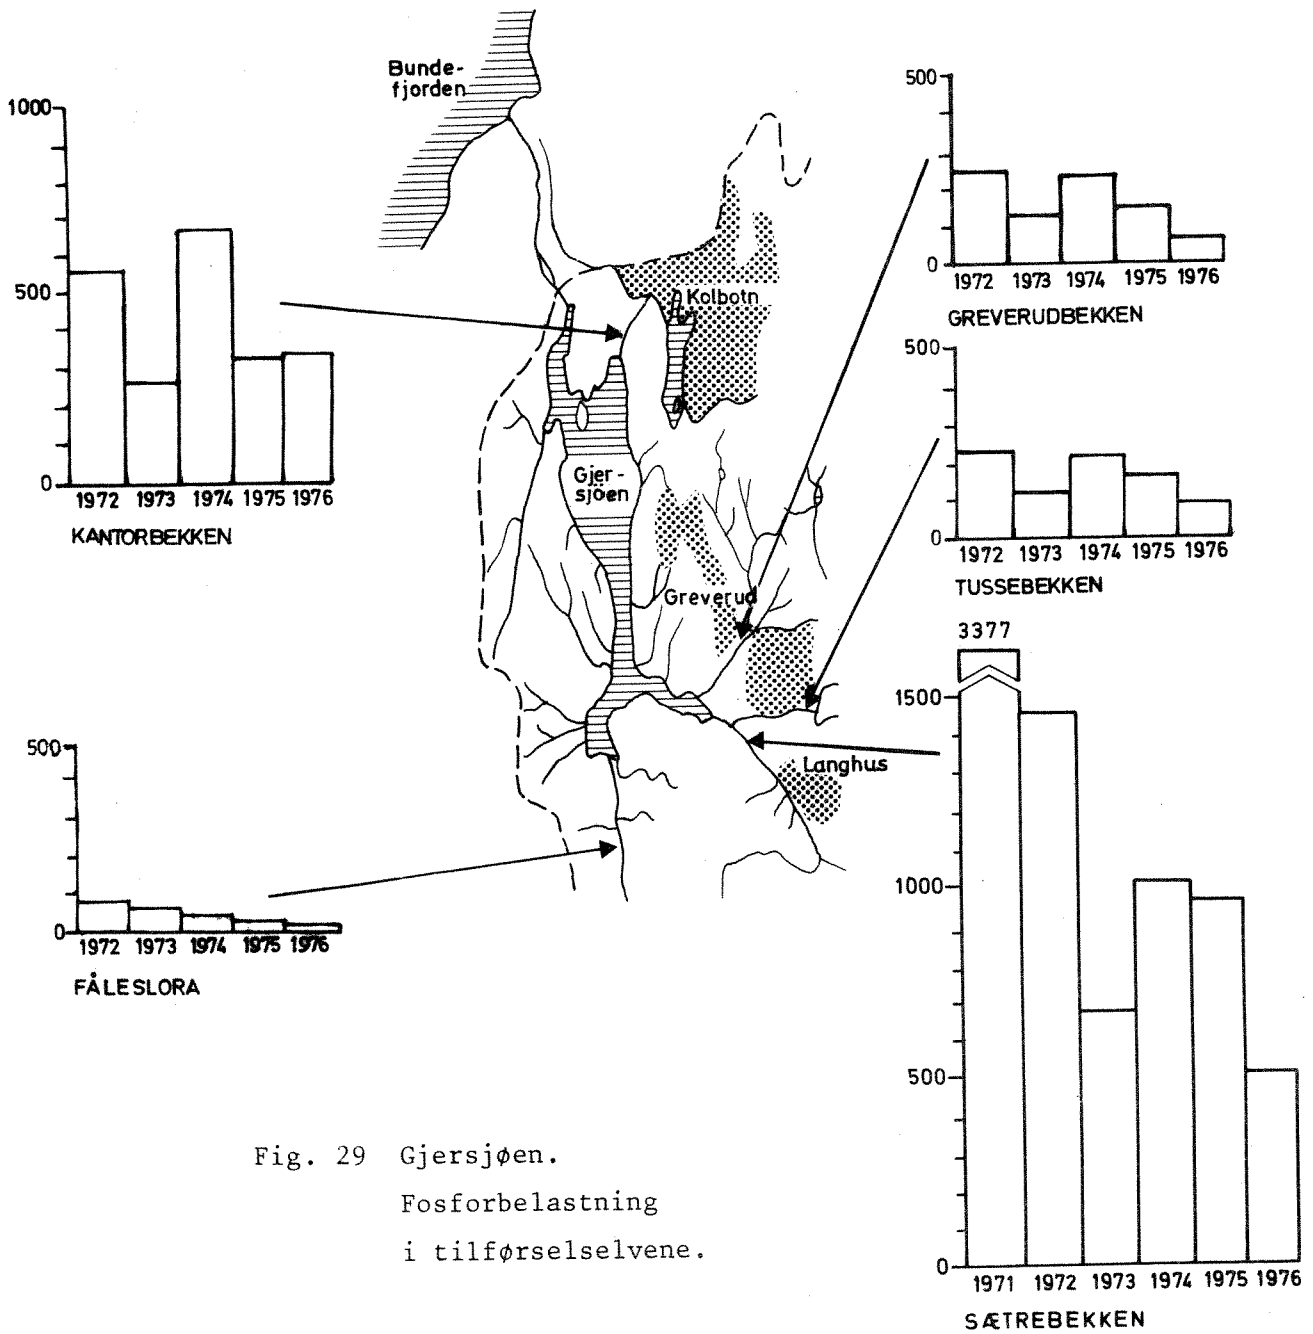 Bunde-
fjorden
1000
500
0
1972 1973 1974 1975 1976
KANTORBEKKEN
500
0
1972 1973 1974 1975 1976
GREVERUDBEKKEN
Kolbotn
Gjer-
sjöen
Greverud
Langhus
500
0
1972 1973 1974 1975 1976
TUSSEBEKKEN
3377
1500
1000
500
0
1971 1972 1973 1974 1975 1976
SÆTREBEKKEN
500
0
1972 1973 1974 1975 1976
FÅLESLORA
Fig. 29 Gjersjøen.
Fosforbelastning
i tilførselselvene.